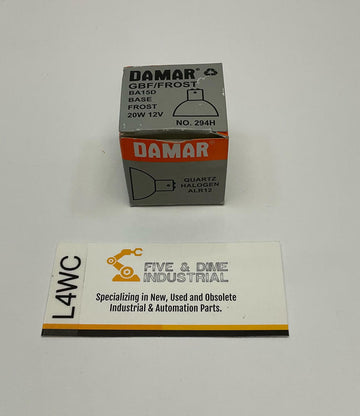 DAMAR
GBF/FROST
BA15D
BASE
FROST
20W 12V
NO. 294H
DAMAR
QUARTZ
HALOGEN
ALR12
L4WC
FIVE & DIME
INDUSTRIAL
Specializing in New, Used and Obsolete
Industrial & Automation Parts.